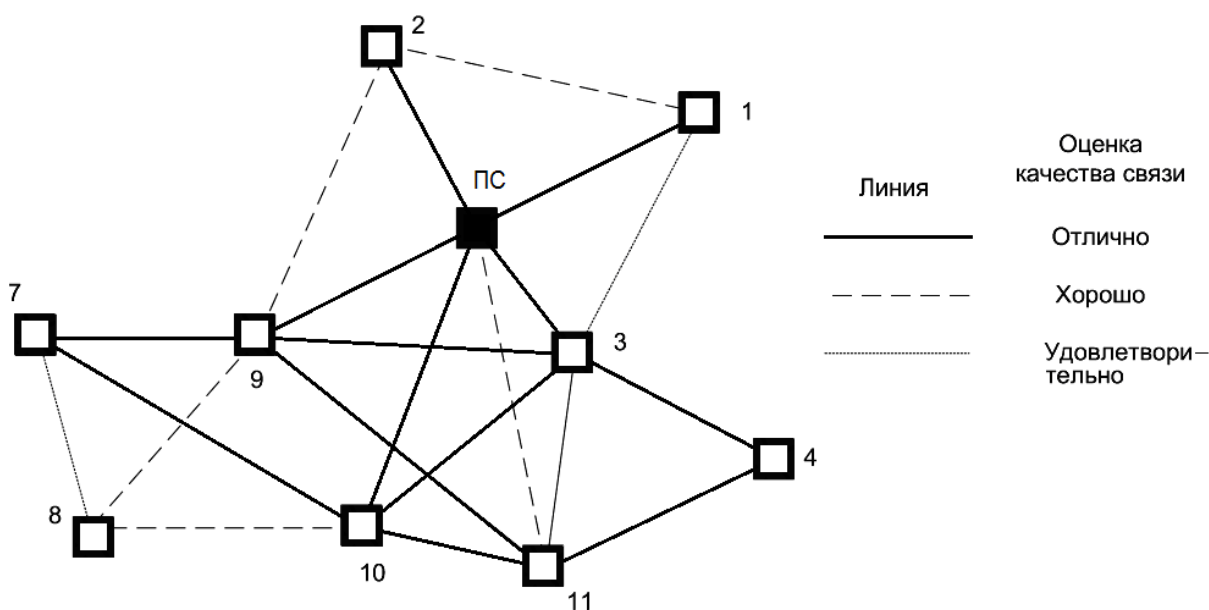 2
1
ПС
7
9
3
4
8
10
11
Линия
Оценка
качества связи
Отлично
Хорошо
Удовлетвори–
тельно